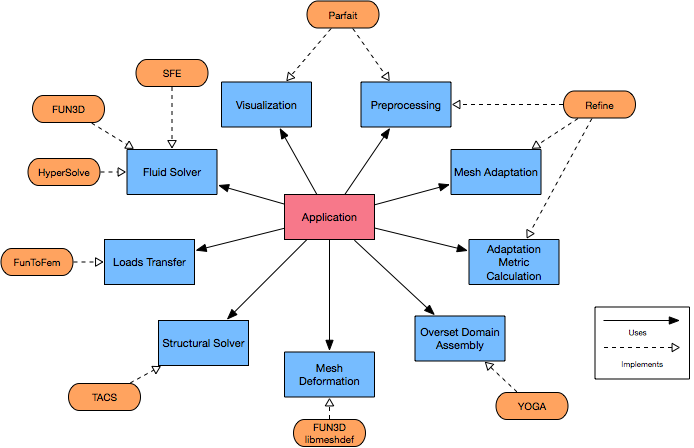 Parfait
SFE
FUN3D
Visualization
Preprocessing
Refine
HyperSolve
Fluid Solver
Mesh Adaptation
Application
FunToFem
Loads Transfer
Adaptation
Metric
Calculation
Structural Solver
Overset Domain
Assembly
Uses
Implements
Mesh
Deformation
TACS
YOGA
FUN3D
libmeshdef